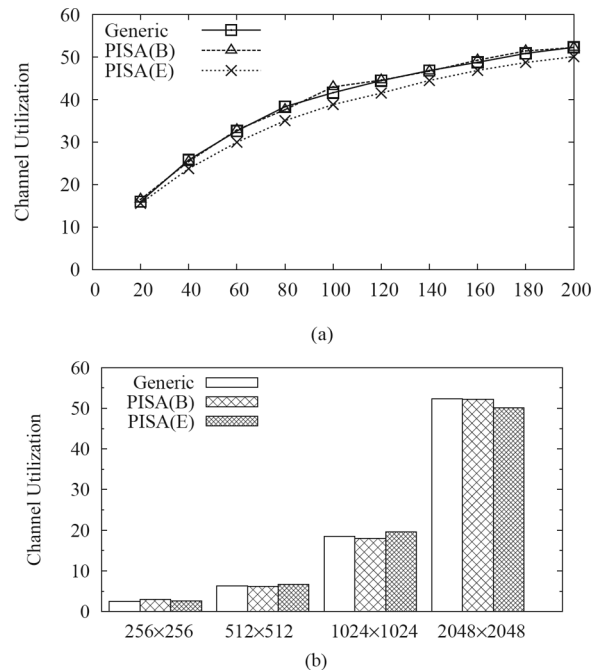 60
50
40
30
20
10
0
Channel Utilization
Generic
PISA(B)
PISA(E)
0 20 40 60 80 100 120 140 160 180 200
(a)
60
50
40
30
20
10
0
Channel Utilization
Generic
PISA(B)
PISA(E)
256×256 512×512 1024×1024 2048×2048
(b)